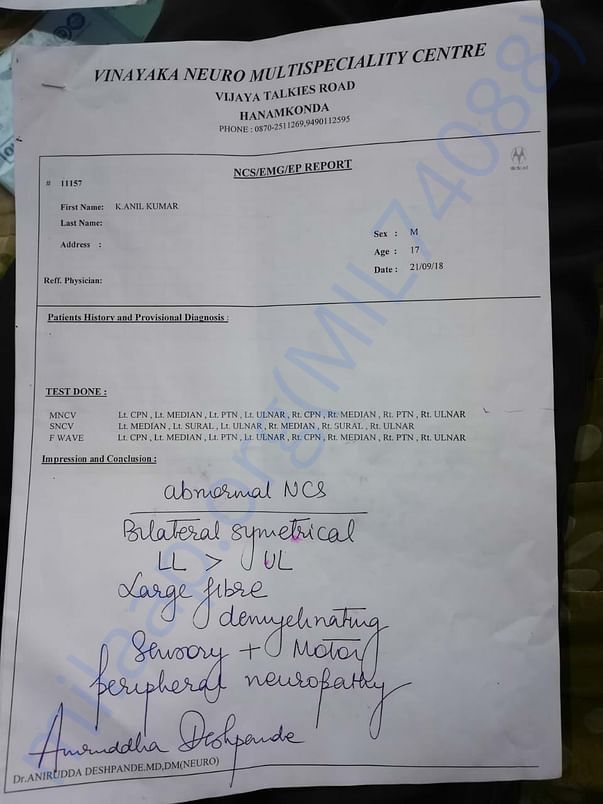 VINAYAKA NEURO MULTISPECIALITY CENTRE
VIJAYA TALKIES ROAD
HANAMKONDA
PHONE : 0870-2511269,9490112595
NCS/EMG/EP REPORT
# 11157
First Name: K.ANIL KUMAR
Last Name:
Address :
Sex : M
Age : 17
Date : 21/09/18
Reff. Physician:
Patients History and Provisional Diagnosis :
TEST DONE :
MNCV Lt. CPN , Lt. MEDIAN , Lt. PTN , Lt. ULNAR , Rt. CPN , Rt. MEDIAN , Rt. PTN , Rt. ULNAR
SNCV Lt. MEDIAN , Lt. SURAL , Lt. ULNAR , Rt. MEDIAN , Rt. SURAL , Rt. ULNAR
F WAVE Lt. CPN , Lt. MEDIAN , Lt. PTN , Lt. ULNAR , Rt. CPN , Rt. MEDIAN , Rt. PTN , Rt. ULNAR
Impression and Coaclusion :
abnormal NCS
Bilateral symetrical
LL > UL
Large fibre
demyelinating
Sensory + Motor
peripheral neuropathy
Aniruddha Deshpande
Dr.ANIRUDDA DESHPANDE.MD,DM(NEURO)
milaap.org(MIL74088)